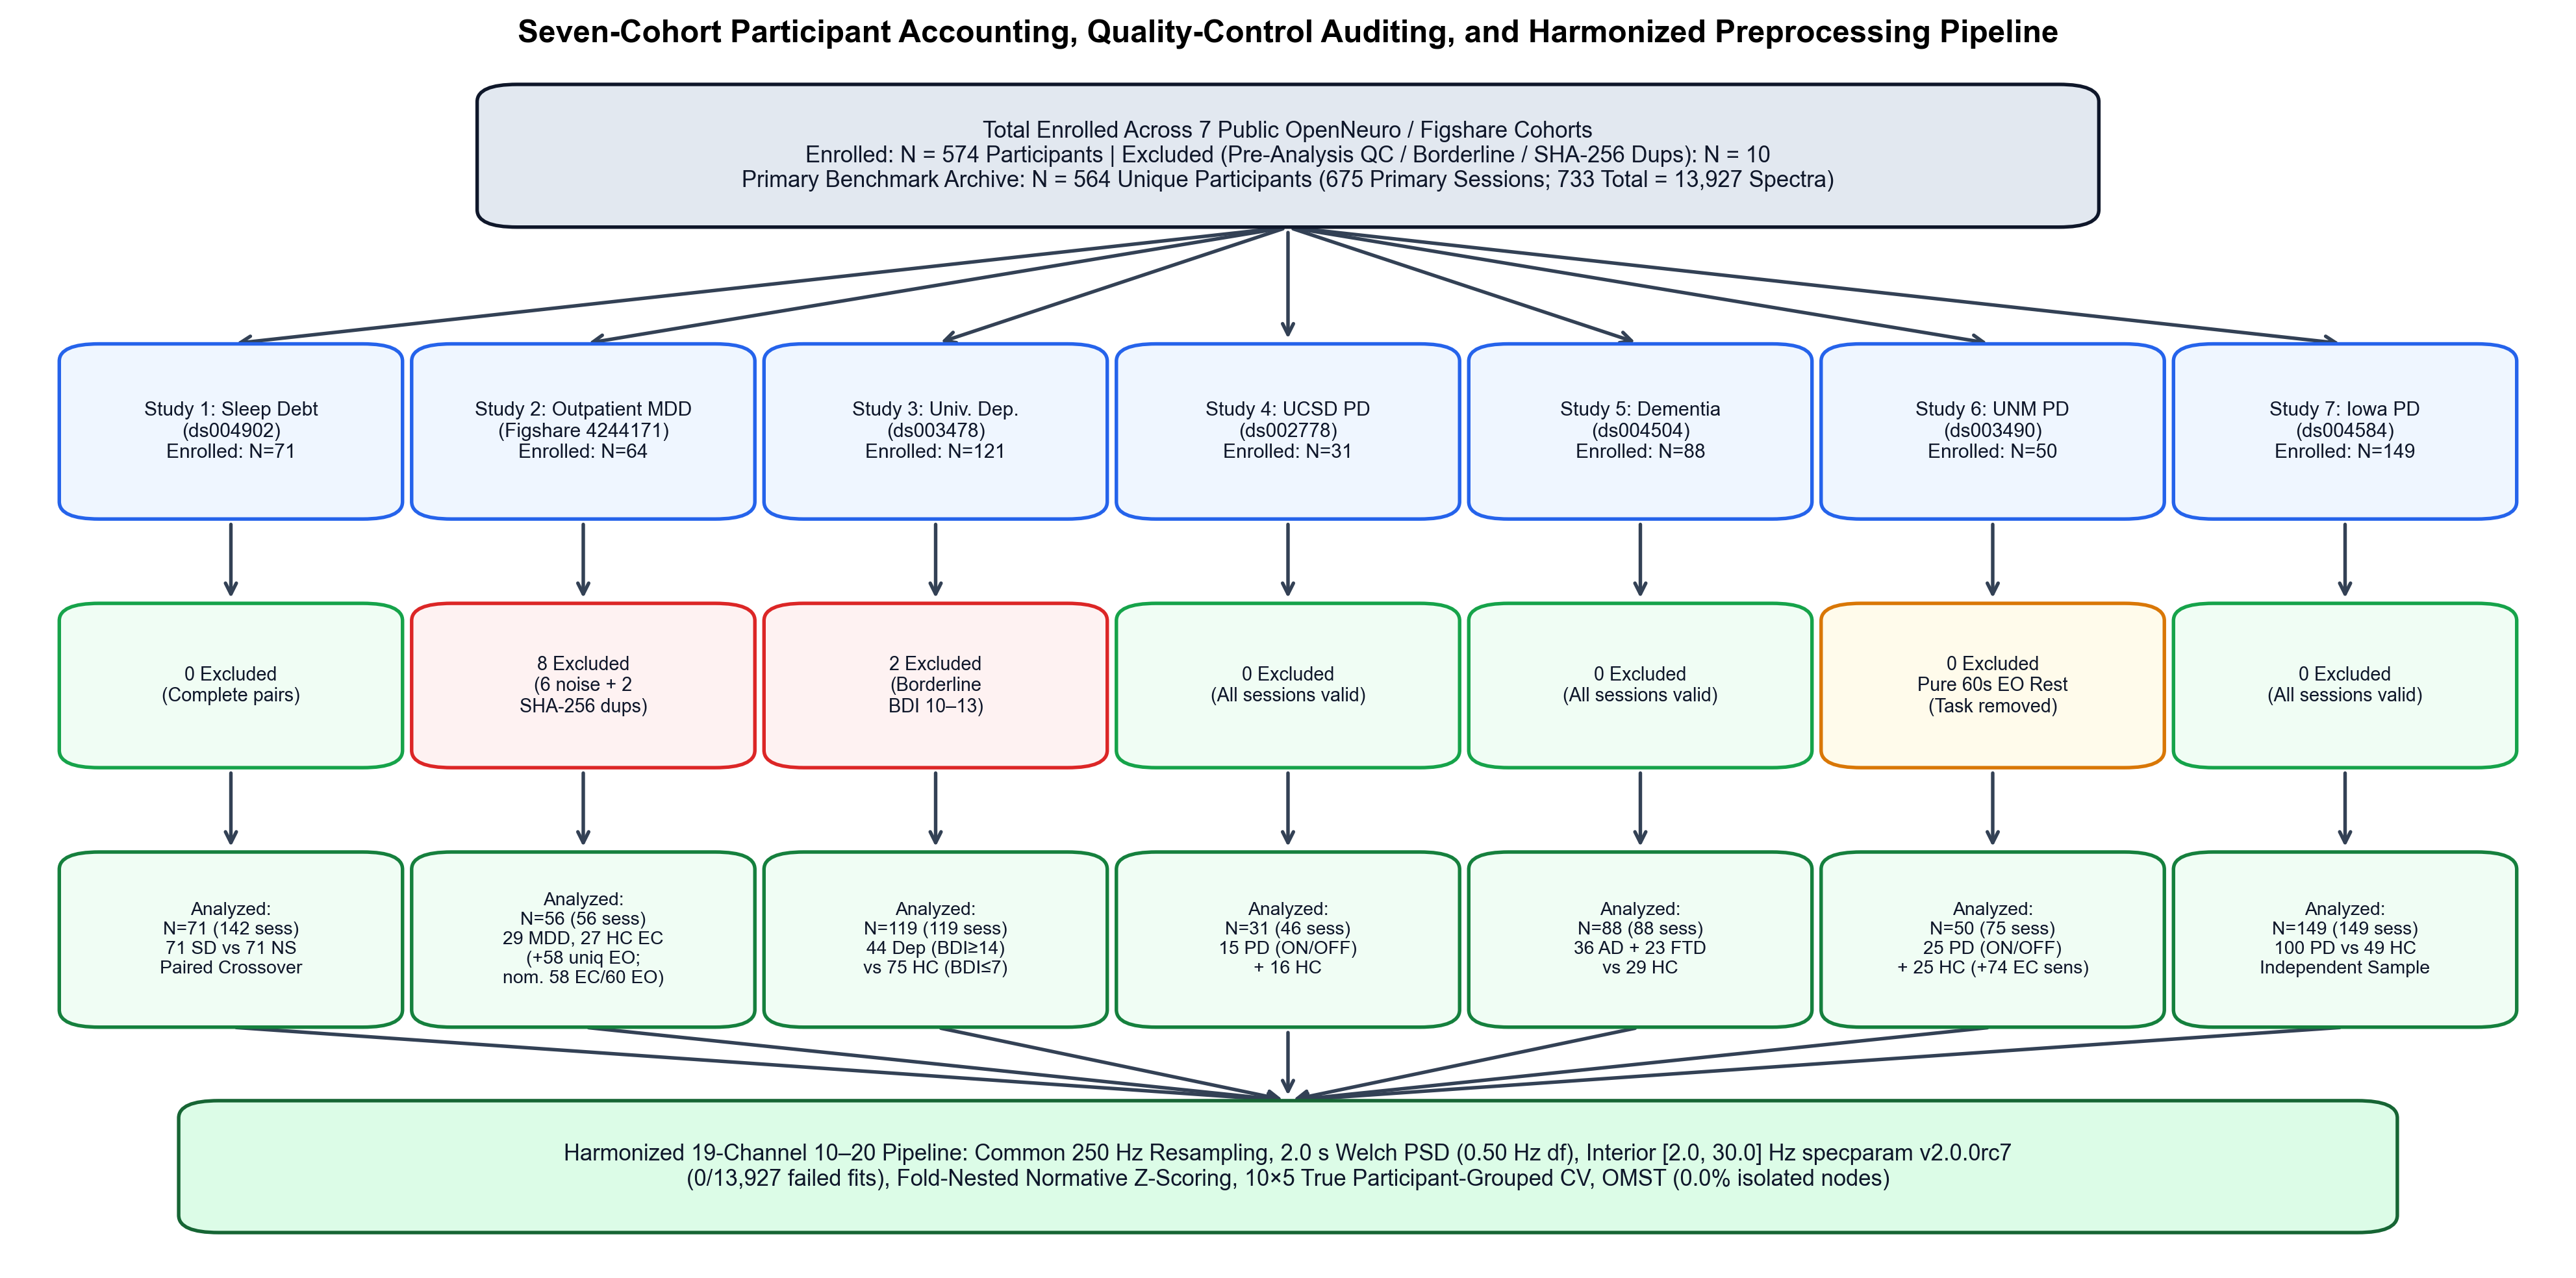 Seven-Cohort Participant Accounting, Quality-Control Auditing, and Harmonized Preprocessing Pipeline
Total Enrolled Across 7 Public OpenNeuro / Figshare Cohorts
Enrolled: N = 574 Participants | Excluded (Pre-Analysis QC / Borderline / SHA-256 Dups): N = 10
Primary Benchmark Archive: N = 564 Unique Participants (675 Primary Sessions; 733 Total = 13,927 Spectra)
Study 1: Sleep Debt
(ds004902)
Enrolled: N=71
Study 2: Outpatient MDD
(Figshare 4244171)
Enrolled: N=64
Study 3: Univ. Dep.
(ds003478)
Enrolled: N=121
Study 4: UCSD PD
(ds002778)
Enrolled: N=31
Study 5: Dementia
(ds004504)
Enrolled: N=88
Study 6: UNM PD
(ds003490)
Enrolled: N=50
Study 7: Iowa PD
(ds004584)
Enrolled: N=149
0 Excluded
(Complete pairs)
8 Excluded
(6 noise + 2
SHA-256 dups)
2 Excluded
(Borderline
BDI 10–13)
0 Excluded
(All sessions valid)
0 Excluded
(All sessions valid)
0 Excluded
Pure 60s EO Rest
(Task removed)
0 Excluded
(All sessions valid)
Analyzed:
N=71 (142 sess)
71 SD vs 71 NS
Paired Crossover
Analyzed:
N=56 (56 sess)
29 MDD, 27 HC EC
(+58 uniq EO;
nom. 58 EC/60 EO)
Analyzed:
N=119 (119 sess)
44 Dep (BDI≥14)
vs 75 HC (BDI≤7)
Analyzed:
N=31 (46 sess)
15 PD (ON/OFF)
+ 16 HC
Analyzed:
N=88 (88 sess)
36 AD + 23 FTD
vs 29 HC
Analyzed:
N=50 (75 sess)
25 PD (ON/OFF)
+ 25 HC (+74 EC sens)
Analyzed:
N=149 (149 sess)
100 PD vs 49 HC
Independent Sample
Harmonized 19-Channel 10–20 Pipeline: Common 250 Hz Resampling, 2.0 s Welch PSD (0.50 Hz df), Interior [2.0, 30.0] Hz specparam v2.0.0rc7
(0/13,927 failed fits), Fold-Nested Normative Z-Scoring, 10×5 True Participant-Grouped CV, OMST (0.0% isolated nodes)